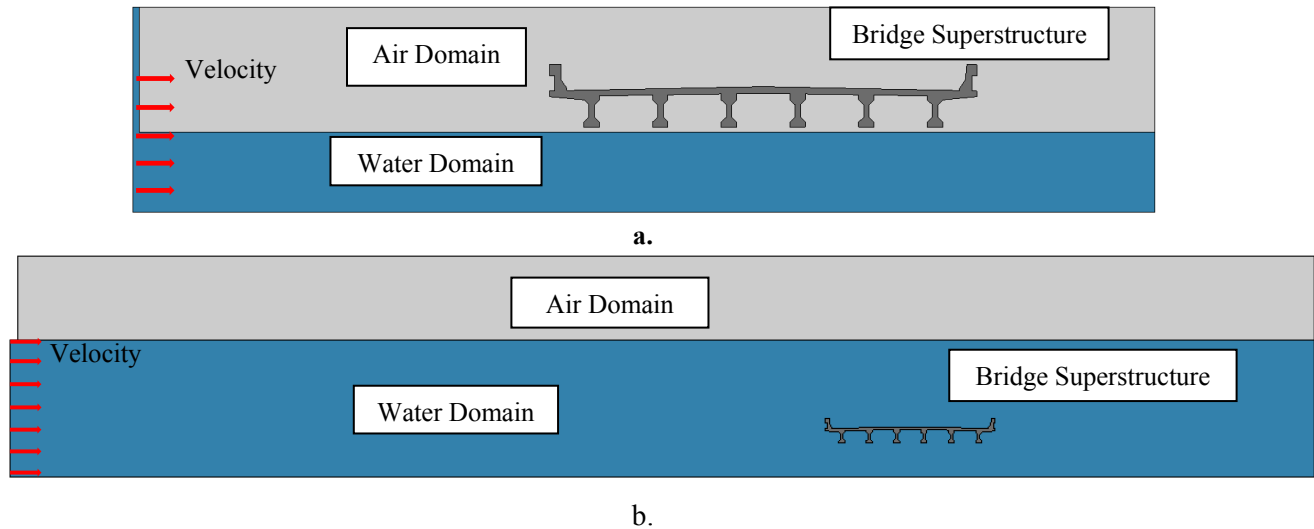 Bridge Superstructure
Air Domain
Velocity
Water Domain
a.
Air Domain
Velocity
Bridge Superstructure
Water Domain
b.